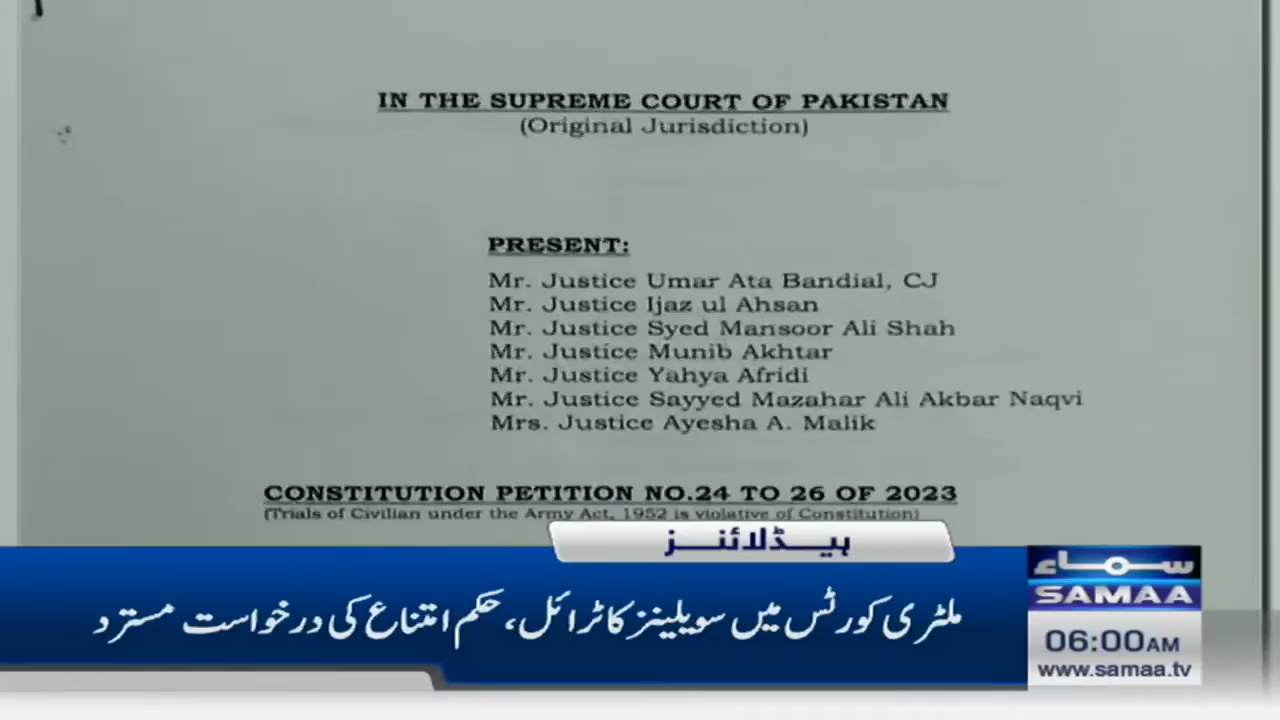 IN THE SUPREME COURT OF PAKISTAN
(Original Jurisdiction)
PRESENT:
Mr. Justice Umar Ata Bandial, CJ
Mr. Justice Ijaz ul Ahsan
Mr. Justice Syed Mansoor Ali Shah
Mr. Justice Munib Akhtar
Mr. Justice Yahya Afridi
Mr. Justice Sayyed Mazahar Ali Akbar Naqvi
Mrs. Justice Ayesha A. Malik
CONSTITUTION PETITION NO.24 TO 26 OF 2023
(Trials of Civilian under the Army Act, 1952 is violative of Constitution)
ہیڈلائنز
ملٹری کورٹس میں سویلینز کا ٹرائل، حکم امتناع کی درخواست مسترد
سماء
SAMAA
06:00AM
www.samaa.tv